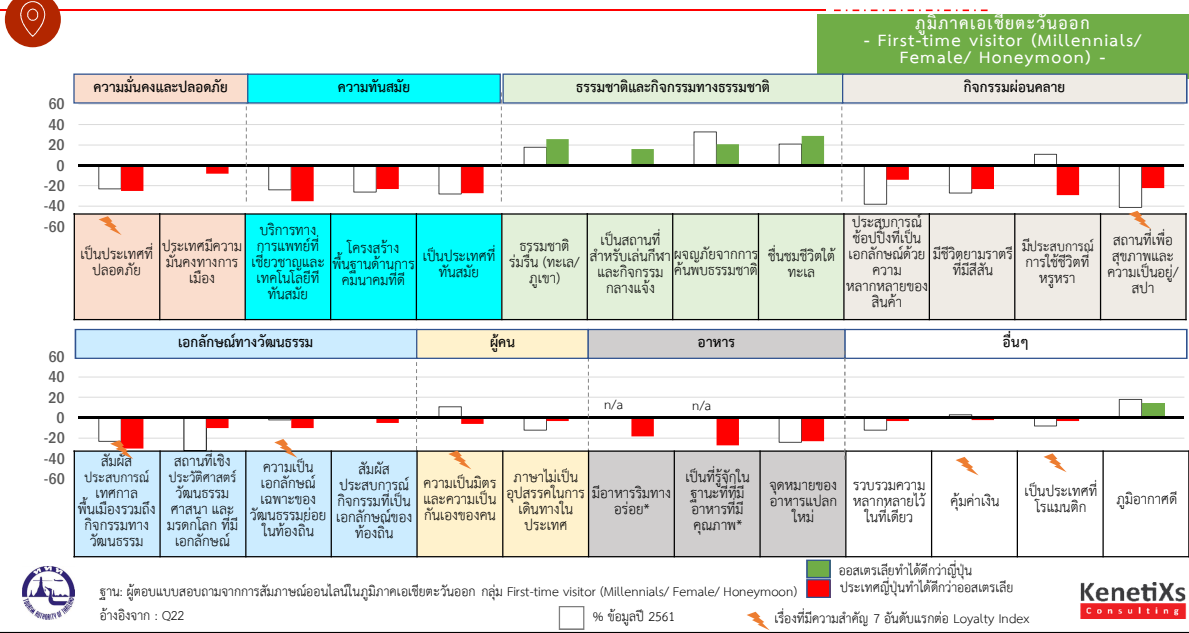 ภูมิภาคเอเชียตะวันออก
- First-time visitor (Millennials/
Female/ Honeymoon) -
ความมั่นคงและปลอดภัย
ความทันสมัย
ธรรมชาติและกิจกรรมทางธรรมชาติ
กิจกรรมผ่อนคลาย
60
40
20
0
-20
-40
-60
เป็นประเทศที่
ปลอดภัย
ประเทศมีความ
มั่นคงทางการ
เมือง
บริการทาง
การแพทย์ที่
เชี่ยวชาญและ
เทคโนโลยีที่
ทันสมัย
โครงสร้าง
พื้นฐานด้านการ
คมนาคมที่ดี
เป็นประเทศที่
ทันสมัย
ธรรมชาติ
ร่มรื่น (ทะเล/
ภูเขา)
เป็นสถานที่
สำหรับเล่นกีฬา
และกิจกรรม
กลางแจ้ง
ผจญภัยจากการ
ค้นพบธรรมชาติ
ชื่นชมชีวิตใต้
ทะเล
ประสบการณ์
ช้อปปิ้งที่เป็น
เอกลักษณ์ด้วย
ความ
หลากหลายของ
สินค้า
มีชีวิตยามราตรี
ที่มีสีสัน
มีประสบการณ์
การใช้ชีวิตที่
หรูหรา
สถานที่เพื่อ
สุขภาพและ
ความเป็นอยู่/
สปา
เอกลักษณ์ทางวัฒนธรรม
ผู้คน
อาหาร
อื่นๆ
60
40
20
0
-20
-40
-60
n/a
n/a
สัมผัส
ประสบการณ์
เทศกาล
พื้นเมืองรวมถึง
กิจกรรมทาง
วัฒนธรรม
สถานที่เชิง
ประวัติศาสตร์
วัฒนธรรม
ศาสนา และ
มรดกโลก ที่มี
เอกลักษณ์
ความเป็น
เอกลักษณ์
เฉพาะของ
วัฒนธรรมย่อย
ในท้องถิ่น
สัมผัส
ประสบการณ์
กิจกรรมที่เป็น
เอกลักษณ์ของ
ท้องถิ่น
ความเป็นมิตร
และความเป็น
กันเองของคน
ภาษาไม่เป็น
อุปสรรคในการ
เดินทางใน
ประเทศ
มีอาหารริมทาง
อร่อย*
เป็นที่รู้จักใน
ฐานะที่ที่มี
อาหารที่มี
คุณภาพ*
จุดหมายของ
อาหารแปลก
ใหม่
รวบรวมความ
หลากหลายไว้
ในที่เดียว
คุ้มค่าเงิน
เป็นประเทศที่
โรแมนติก
ภูมิอากาศดี
ออสเตรเลียทำได้ดีกว่าญี่ปุ่น
ประเทศญี่ปุ่นทำได้ดีกว่าออสเตรเลีย
ฐาน: ผู้ตอบแบบสอบถามจากการสัมภาษณ์ออนไลน์ในภูมิภาคเอเชียตะวันออก กลุ่ม First-time visitor (Millennials/ Female/ Honeymoon)
อ้างอิงจาก : Q22
% ข้อมูลปี 2561
เรื่องที่มีความสำคัญ 7 อันดับแรกต่อ Loyalty Index
ททท
TOURISM AUTHORITY OF THAILAND
KenetiXs
Consulting